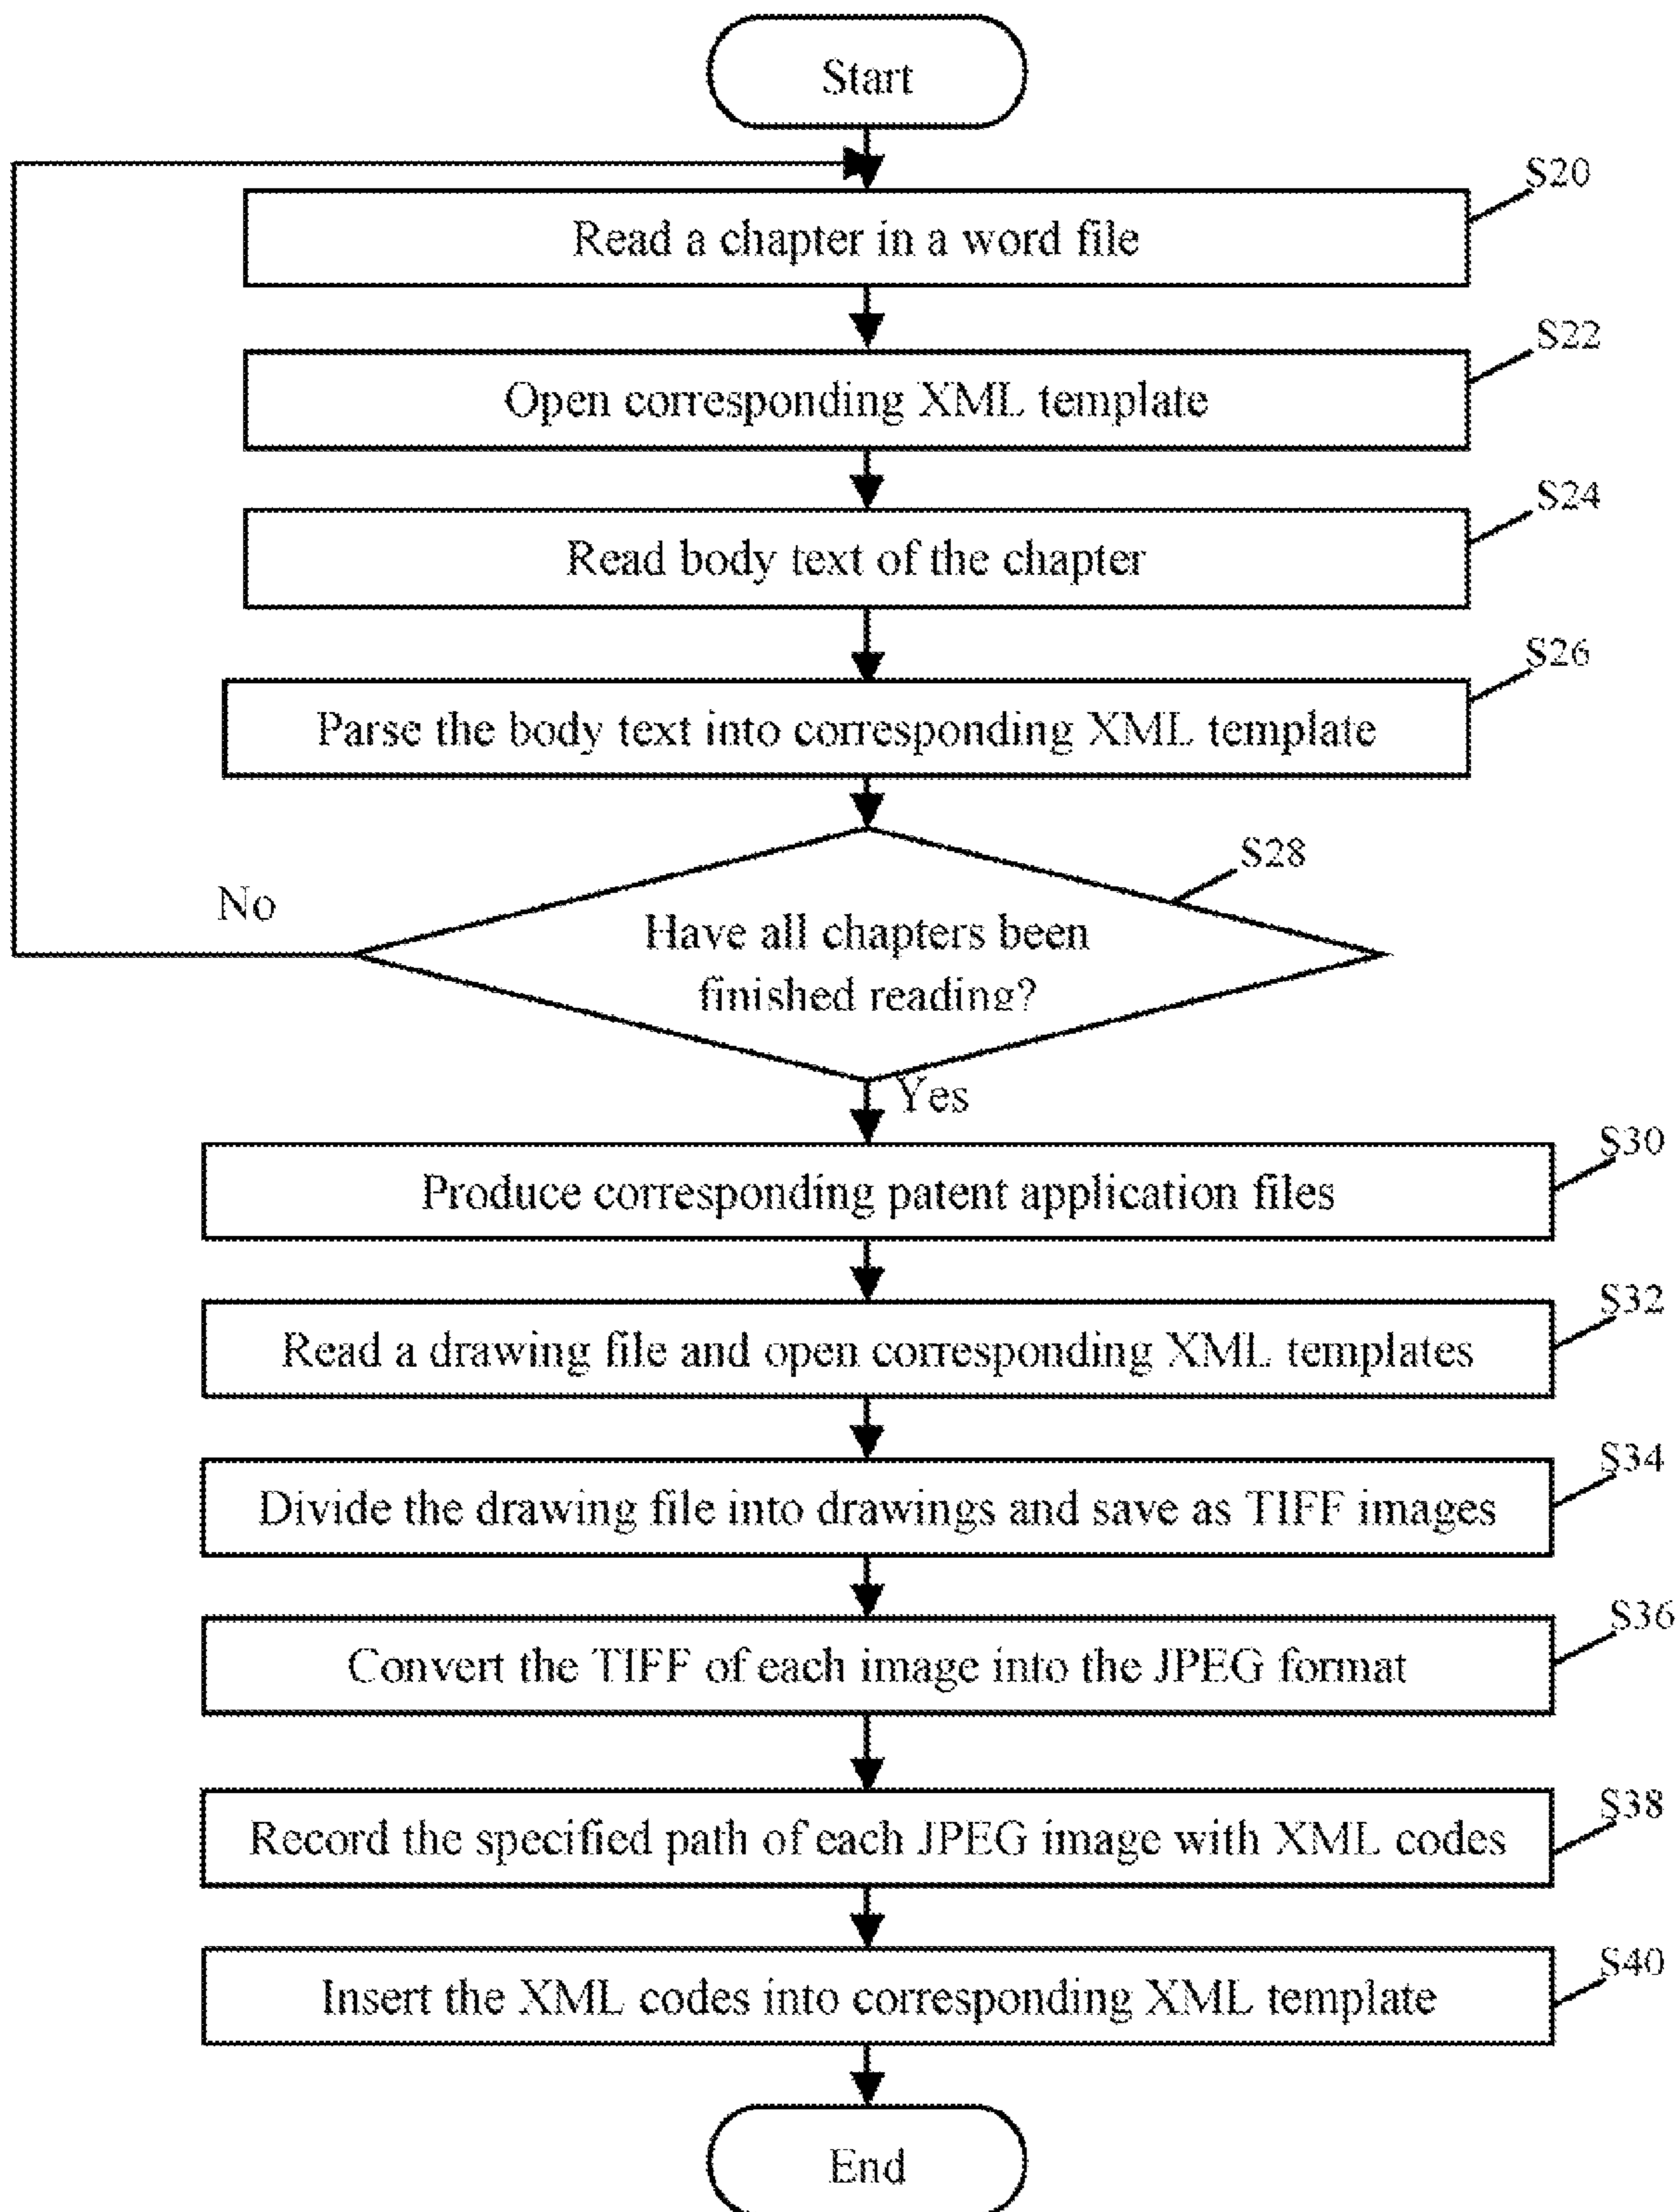 Start
S20
Read a chapter in a word file
S22
Open corresponding XML template
S24
Read body text of the chapter
S26
Parse the body text into corresponding XML template
S28
No
Have all chapters been
finished reading?
Yes
S30
Produce corresponding patent application files
S32
Read a drawing file and open corresponding XML templates
S34
Divide the drawing file into drawings and save as TIFF images
S36
Convert the TIFF of each image into the JPEG format
S38
Record the specified path of each JPEG image with XML codes
S40
Insert the XML codes into corresponding XML template
End